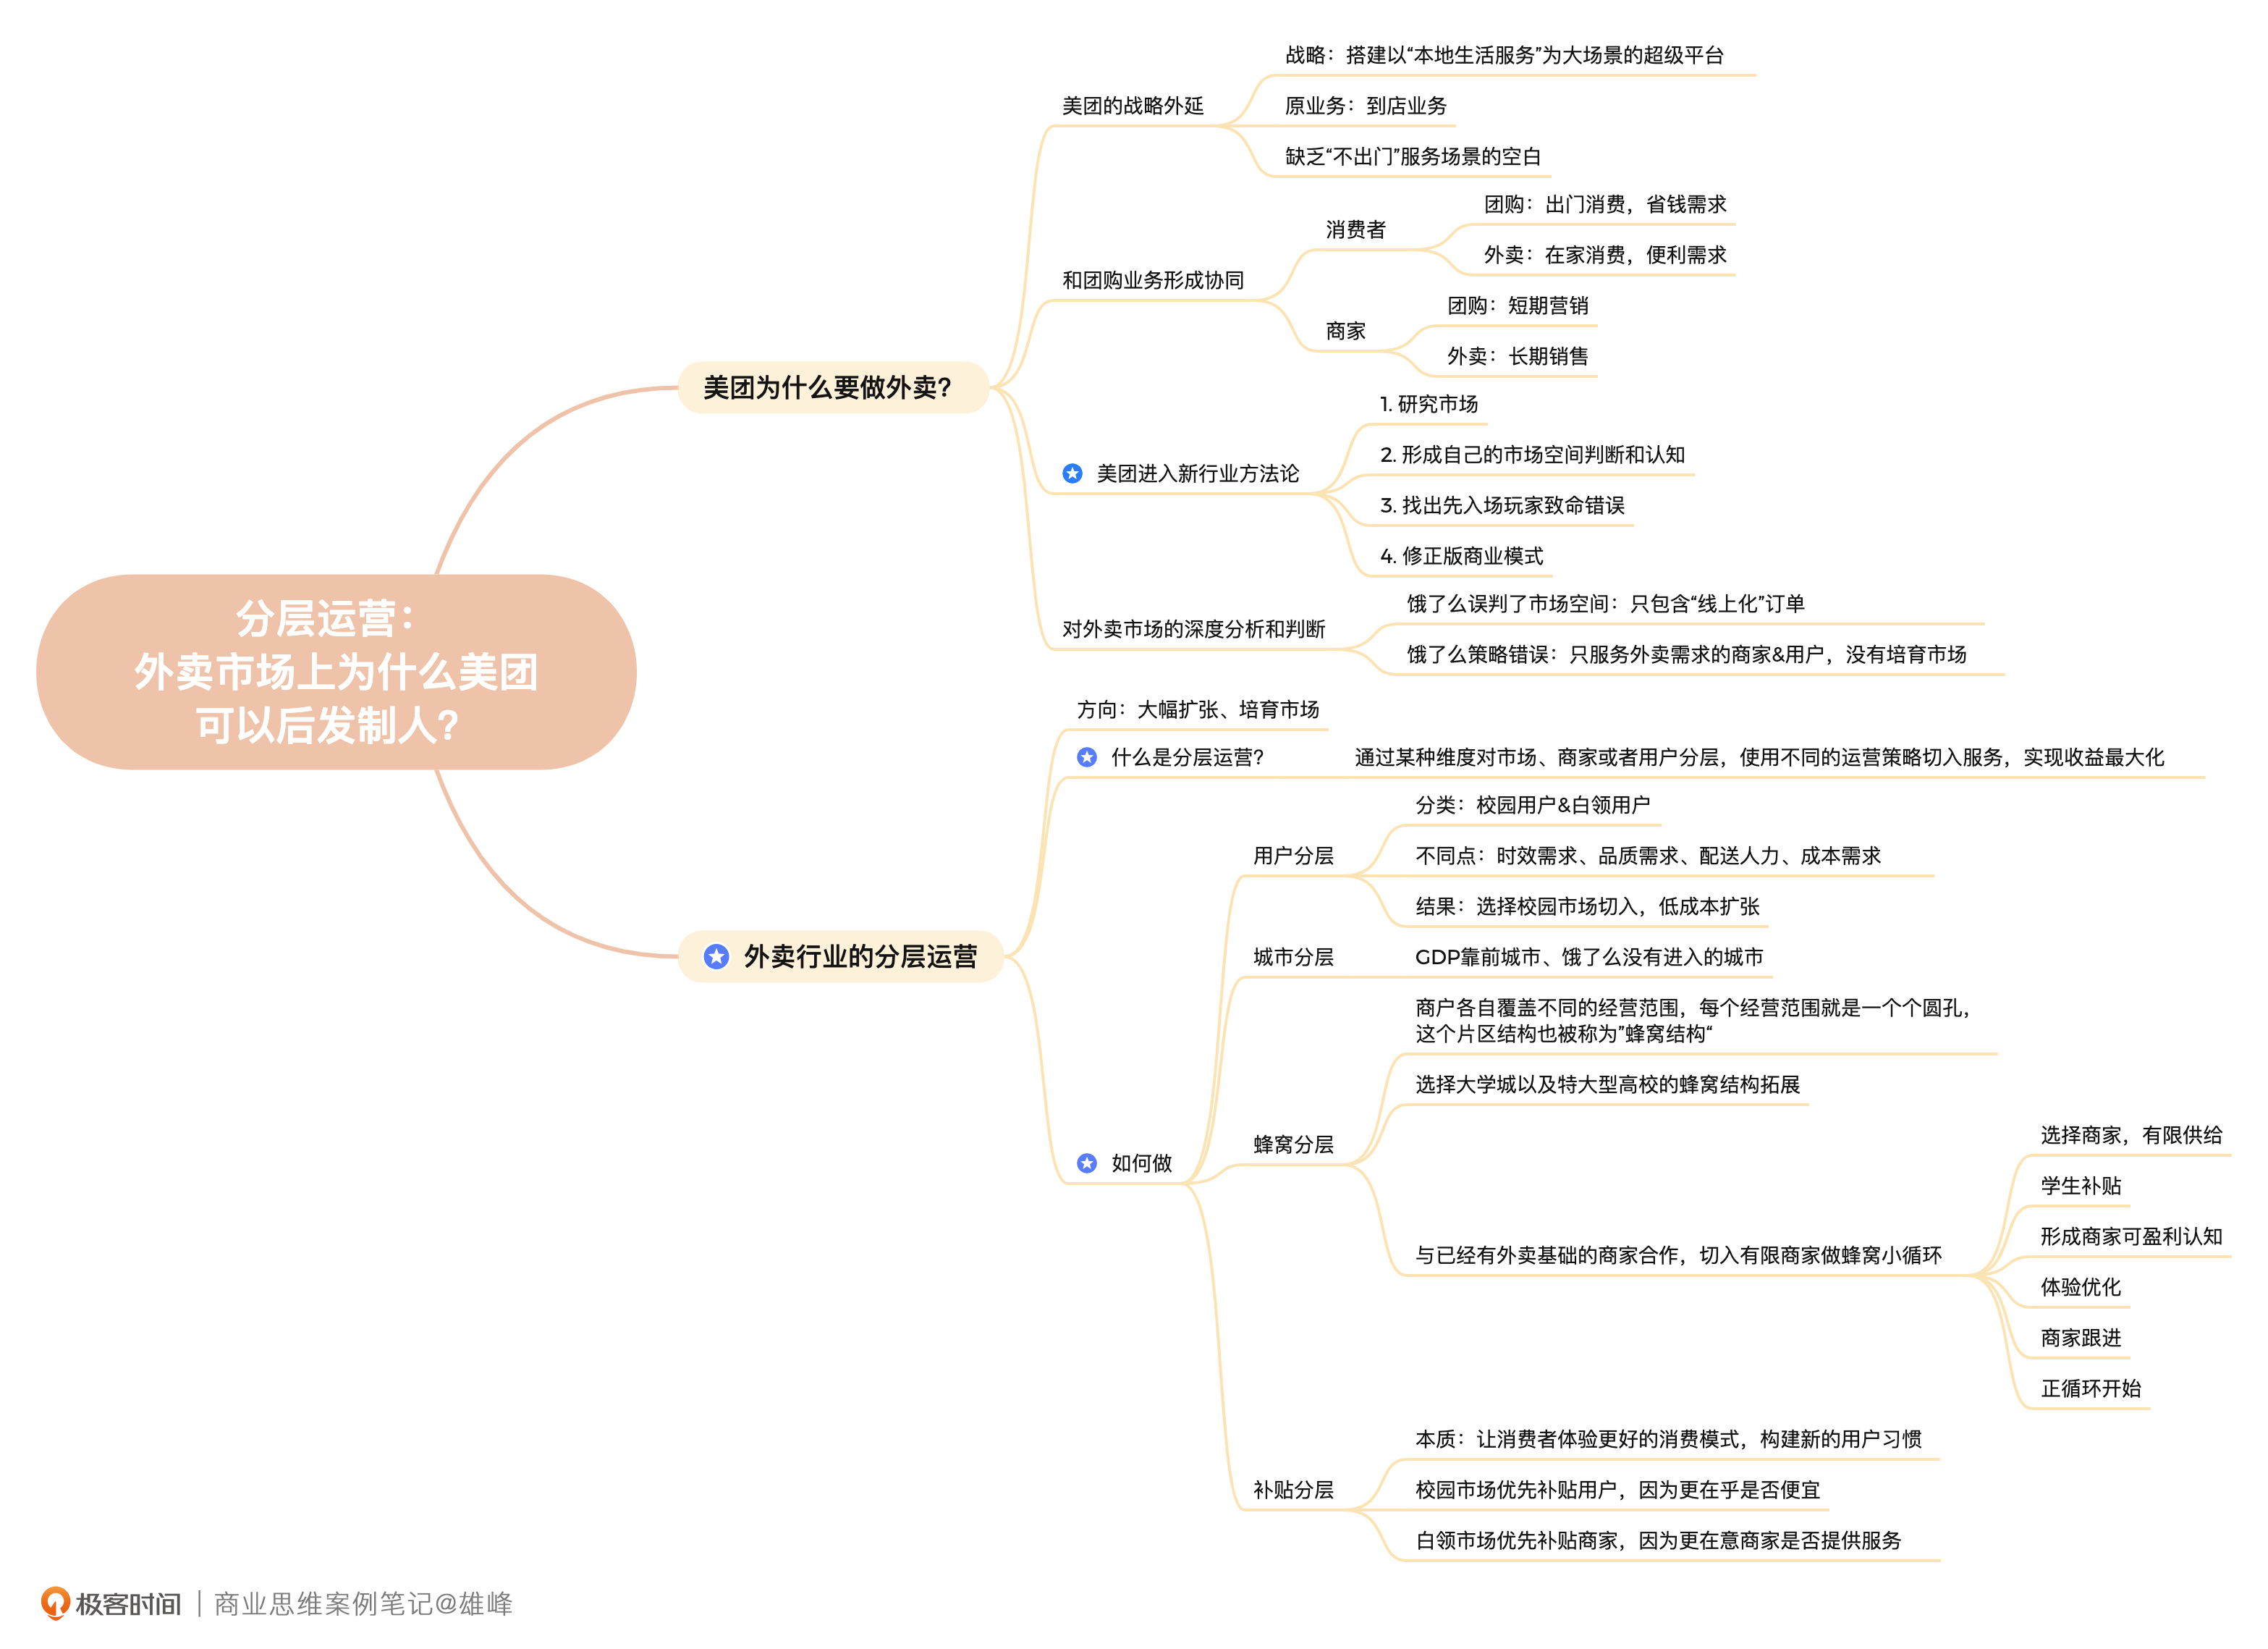 分层运营：
外卖市场上为什么美团
可以后发制人？
美团为什么要做外卖？
美团的战略外延
战略：搭建以“本地生活服务”为大场景的超级平台
原业务：到店业务
缺乏“不出门”服务场景的空白
和团购业务形成协同
消费者
团购：出门消费，省钱需求
外卖：在家消费，便利需求
商家
团购：短期营销
外卖：长期销售
美团进入新行业方法论
1. 研究市场
2. 形成自己的市场空间判断和认知
3. 找出先入场玩家致命错误
4. 修正版商业模式
对外卖市场的深度分析和判断
饿了么误判了市场空间：只包含“线上化”订单
饿了么策略错误：只服务外卖需求的商家&用户，没有培育市场
外卖行业的分层运营
方向：大幅扩张、培育市场
什么是分层运营？
通过某种维度对市场、商家或者用户分层，使用不同的运营策略切入服务，实现收益最大化
如何做
用户分层
分类：校园用户&白领用户
不同点：时效需求、品质需求、配送人力、成本需求
结果：选择校园市场切入，低成本扩张
城市分层
GDP靠前城市、饿了么没有进入的城市
蜂窝分层
商户各自覆盖不同的经营范围，每个经营范围就是一个个圆孔，
这个片区结构也被称为”蜂窝结构“
选择大学城以及特大型高校的蜂窝结构拓展
与已经有外卖基础的商家合作，切入有限商家做蜂窝小循环
选择商家，有限供给
学生补贴
形成商家可盈利认知
体验优化
商家跟进
正循环开始
补贴分层
本质：让消费者体验更好的消费模式，构建新的用户习惯
校园市场优先补贴用户，因为更在乎是否便宜
白领市场优先补贴商家，因为更在意商家是否提供服务
极客时间｜商业思维案例笔记@雄峰